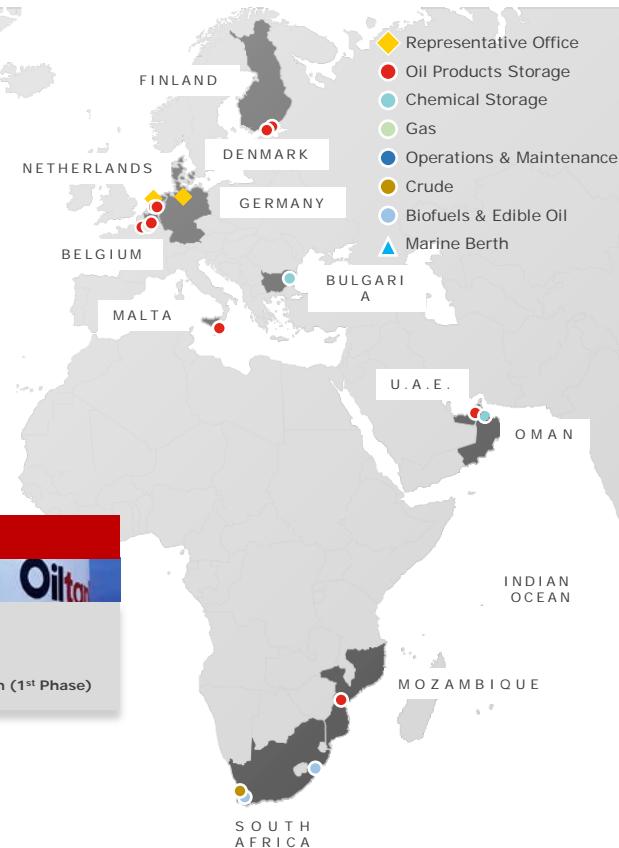 Representative Office
Oil Products Storage
Chemical Storage
Gas
Operations & Maintenance
Crude
Biofuels & Edible Oil
Marine Berth
FINLAND
DENMARK
NETHERLANDS
GERMANY
BELGIUM
BULGARI
A
MALTA
U.A.E.
OMAN
INDIAN
OCEAN
Oiltan
(1st Phase)
MOZAMBIQUE
SOUTH
AFRICA